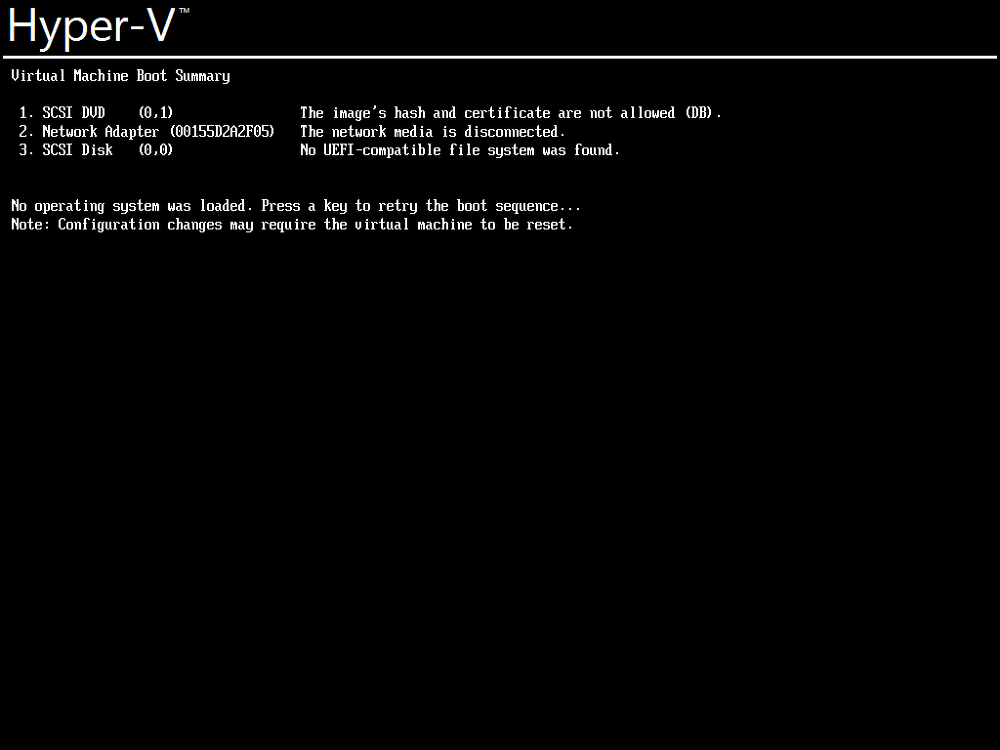 Hyper-V™
Virtual Machine Boot Summary
1. SCSI DVD (0,1) The image's hash and certificate are not allowed (DB).
2. Network Adapter (00155D2A2F05) The network media is disconnected.
3. SCSI Disk (0,0) No UEFI-compatible file system was found.
No operating system was loaded. Press a key to retry the boot sequence...
Note: Configuration changes may require the virtual machine to be reset.